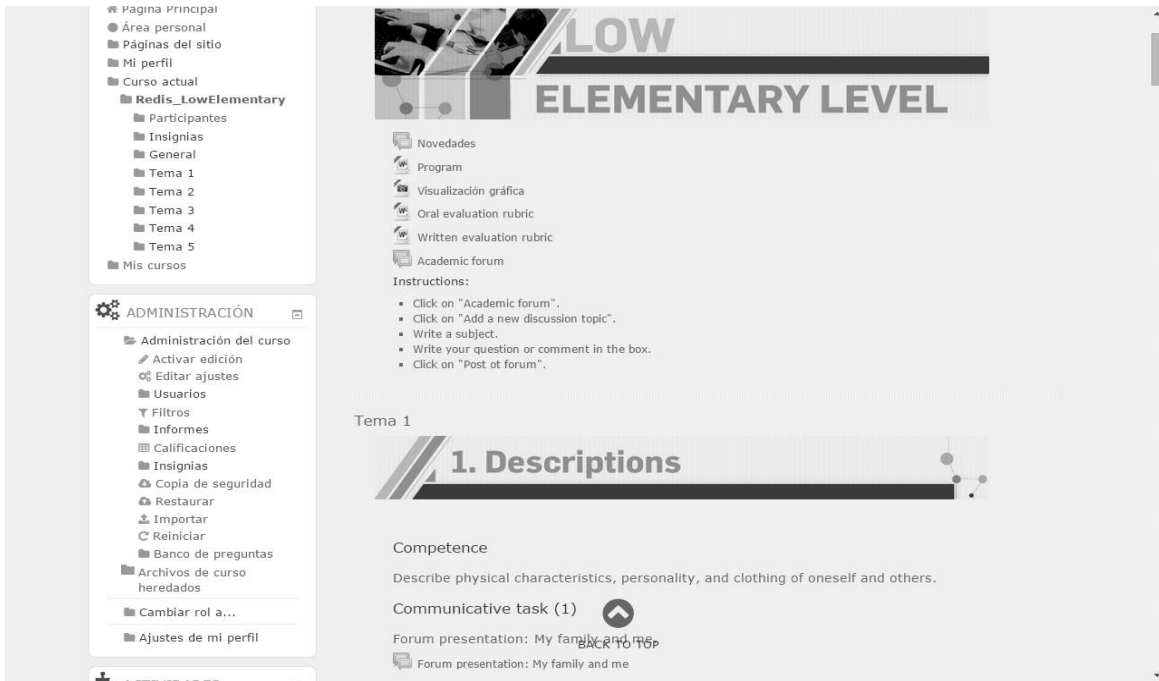 Página Principal
Área personal
Páginas del sitio
Mi perfil
Curso actual
Redis_LowElementary
Participantes
Insignias
General
Tema 1
Tema 2
Tema 3
Tema 4
Tema 5
Mis cursos
ADMINISTRACIÓN
Administración del curso
Activar edición
Editar ajustes
Usuarios
Filtros
Informes
Calificaciones
Insignias
Copia de seguridad
Restaurar
Importar
Reiniciar
Banco de preguntas
Archivos de curso
heredados
Cambiar rol a...
Ajustes de mi perfil
LOW
ELEMENTARY LEVEL
Novedades
Program
Visualización gráfica
Oral evaluation rubric
Written evaluation rubric
Academic forum
Instructions:
Click on "Academic forum".
Click on "Add a new discussion topic".
Write a subject.
Write your question or comment in the box.
Click on "Post ot forum".
Tema 1
1. Descriptions
Competence
Describe physical characteristics, personality, and clothing of oneself and others.
Communicative task (1)
Forum presentation: My family and me.
BACK TO TOP
Forum presentation: My family and me